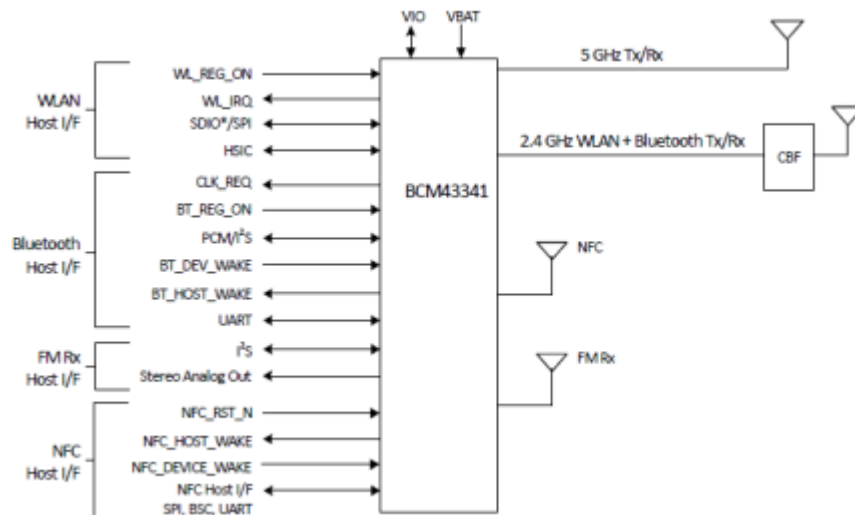 VIO
VBAT
WLAN
Host I/F
WL_REG_ON
WL_IRQ
SDIO*/SPI
HSIC
Bluetooth
Host I/F
CLK_REQ
BT_REG_ON
PCM/I²S
BT_DEV_WAKE
BT_HOST_WAKE
UART
FM Rx
Host I/F
I²S
Stereo Analog Out
NFC
Host I/F
NFC_RST_N
NFC_HOST_WAKE
NFC_DEVICE_WAKE
NFC Host I/F
SPI, BSC, UART
BCM43341
5 GHz Tx/Rx
2.4 GHz WLAN + Bluetooth Tx/Rx
CBF
NFC
FM Rx